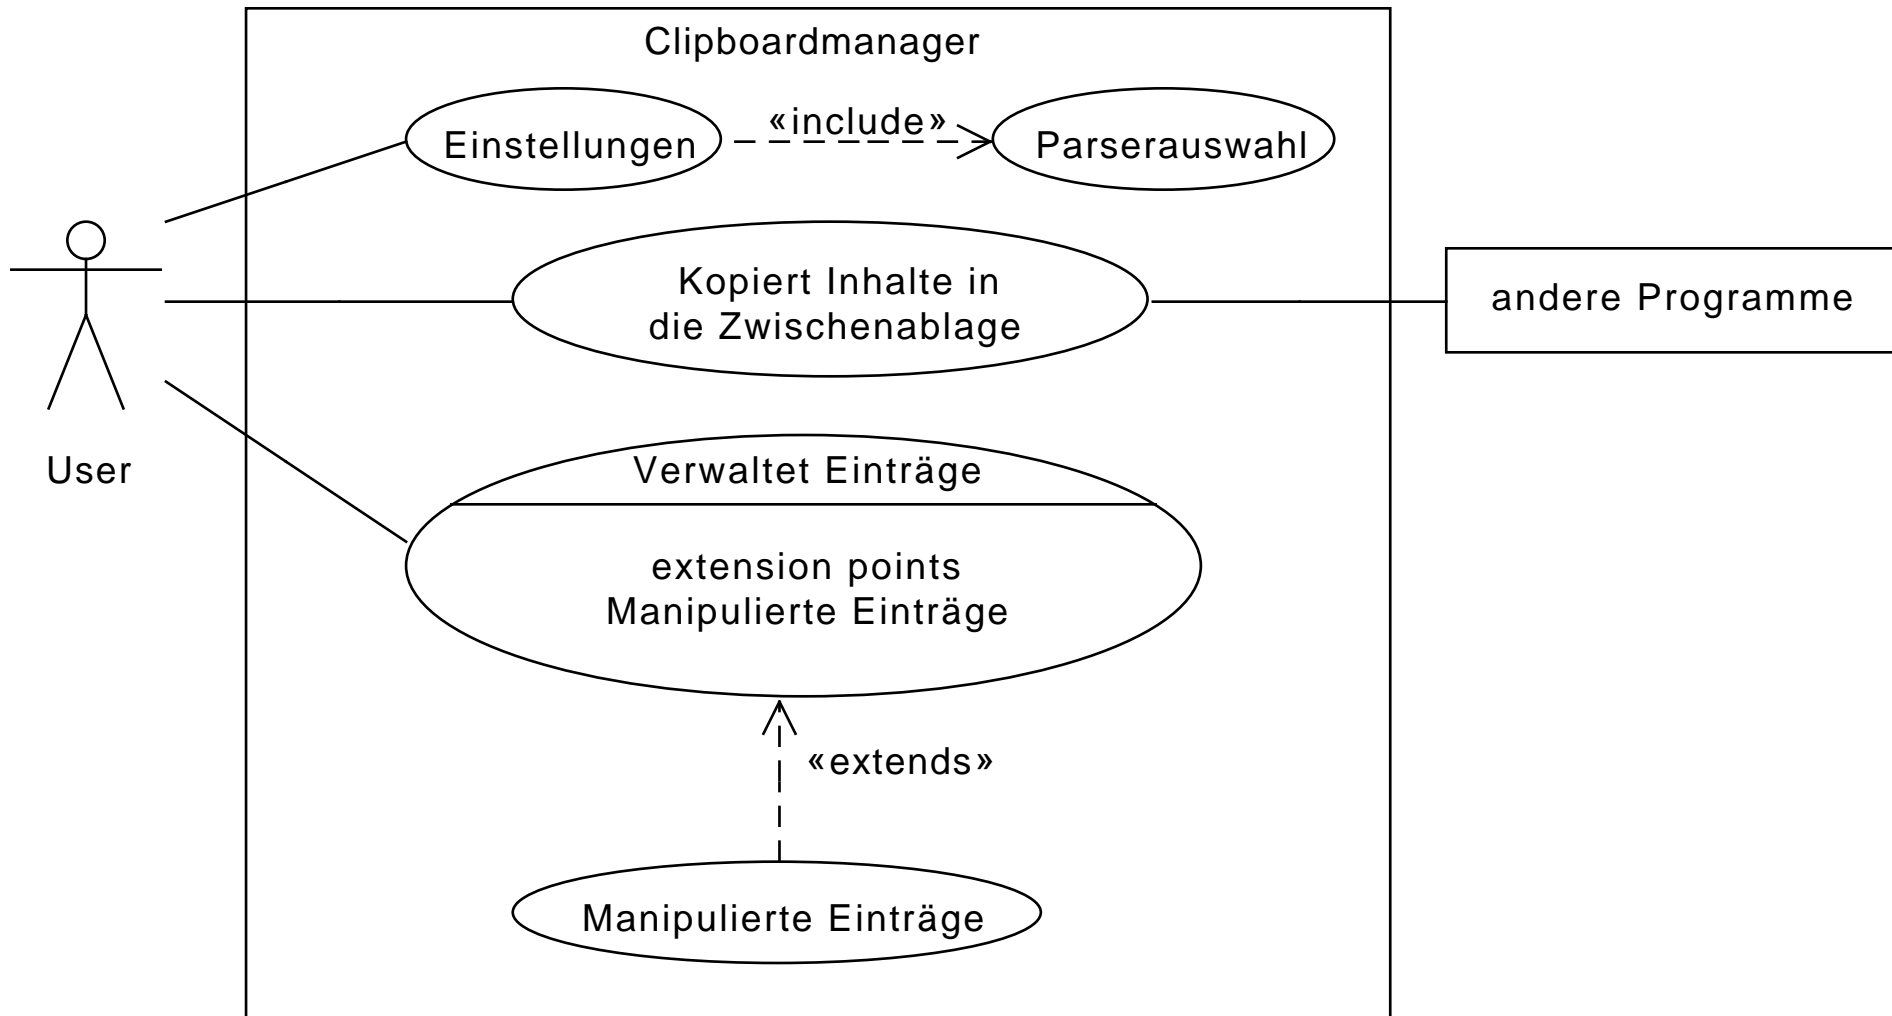 Clipboardmanager
Einstellungen
«include»
Parserauswahl
Kopiert Inhalte in
die Zwischenablage
andere Programme
User
Verwaltet Einträge
extension points
Manipulierte Einträge
«extends»
Manipulierte Einträge